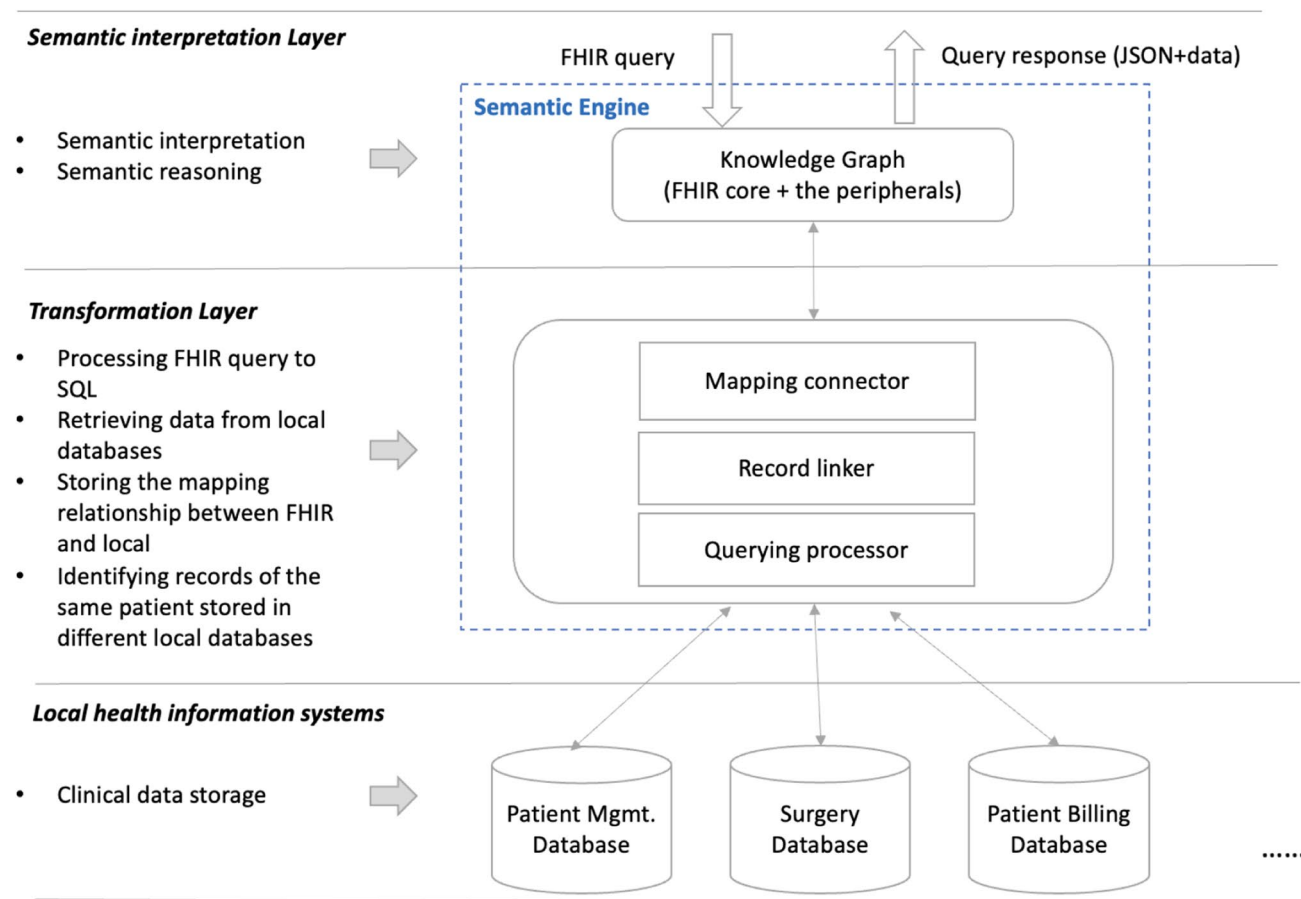 Semantic interpretation Layer
FHIR query
Query response (JSON+data)
Semantic Engine
• Semantic interpretation
• Semantic reasoning
Knowledge Graph
(FHIR core + the peripherals)
Transformation Layer
• Processing FHIR query to
SQL
• Retrieving data from local
databases
• Storing the mapping
relationship between FHIR
and local
• Identifying records of the
same patient stored in
different local databases
Mapping connector
Record linker
Querying processor
Local health information systems
• Clinical data storage
Patient Mgmt.
Database
Surgery
Database
Patient Billing
Database
......